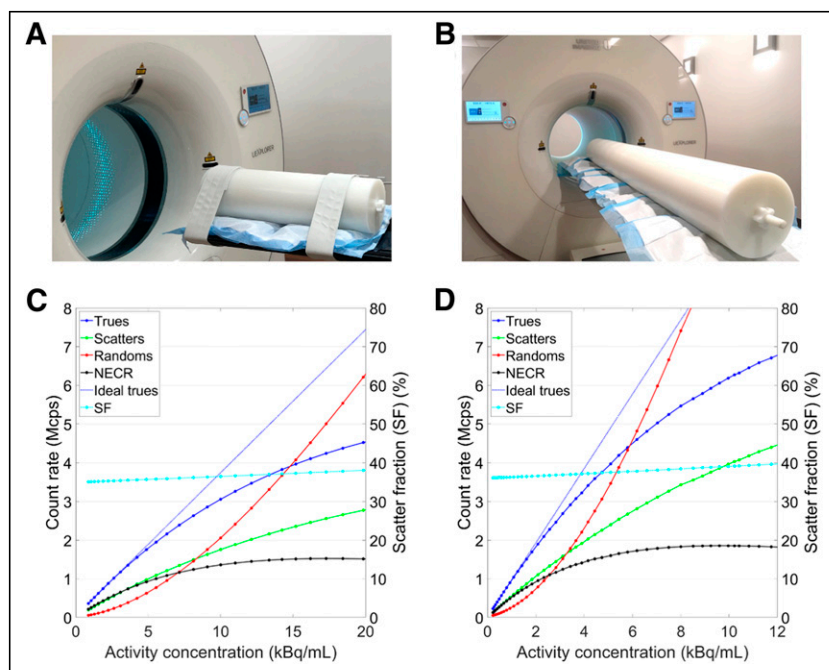 A
B
UEXPLORER
C
8
7
6
5
4
3
2
1
0
Count rate (Mcps)
80
70
60
50
40
30
20
10
0
Scatter fraction (SF) (%)
Trues
Scatters
Randoms
NECR
Ideal trues
SF
0
5
10
15
20
Activity concentration (kBq/mL)
D
8
7
6
5
4
3
2
1
0
Count rate (Mcps)
80
70
60
50
40
30
20
10
0
Scatter fraction (SF) (%)
Trues
Scatters
Randoms
NECR
Ideal trues
SF
0
2
4
6
8
10
12
Activity concentration (kBq/mL)